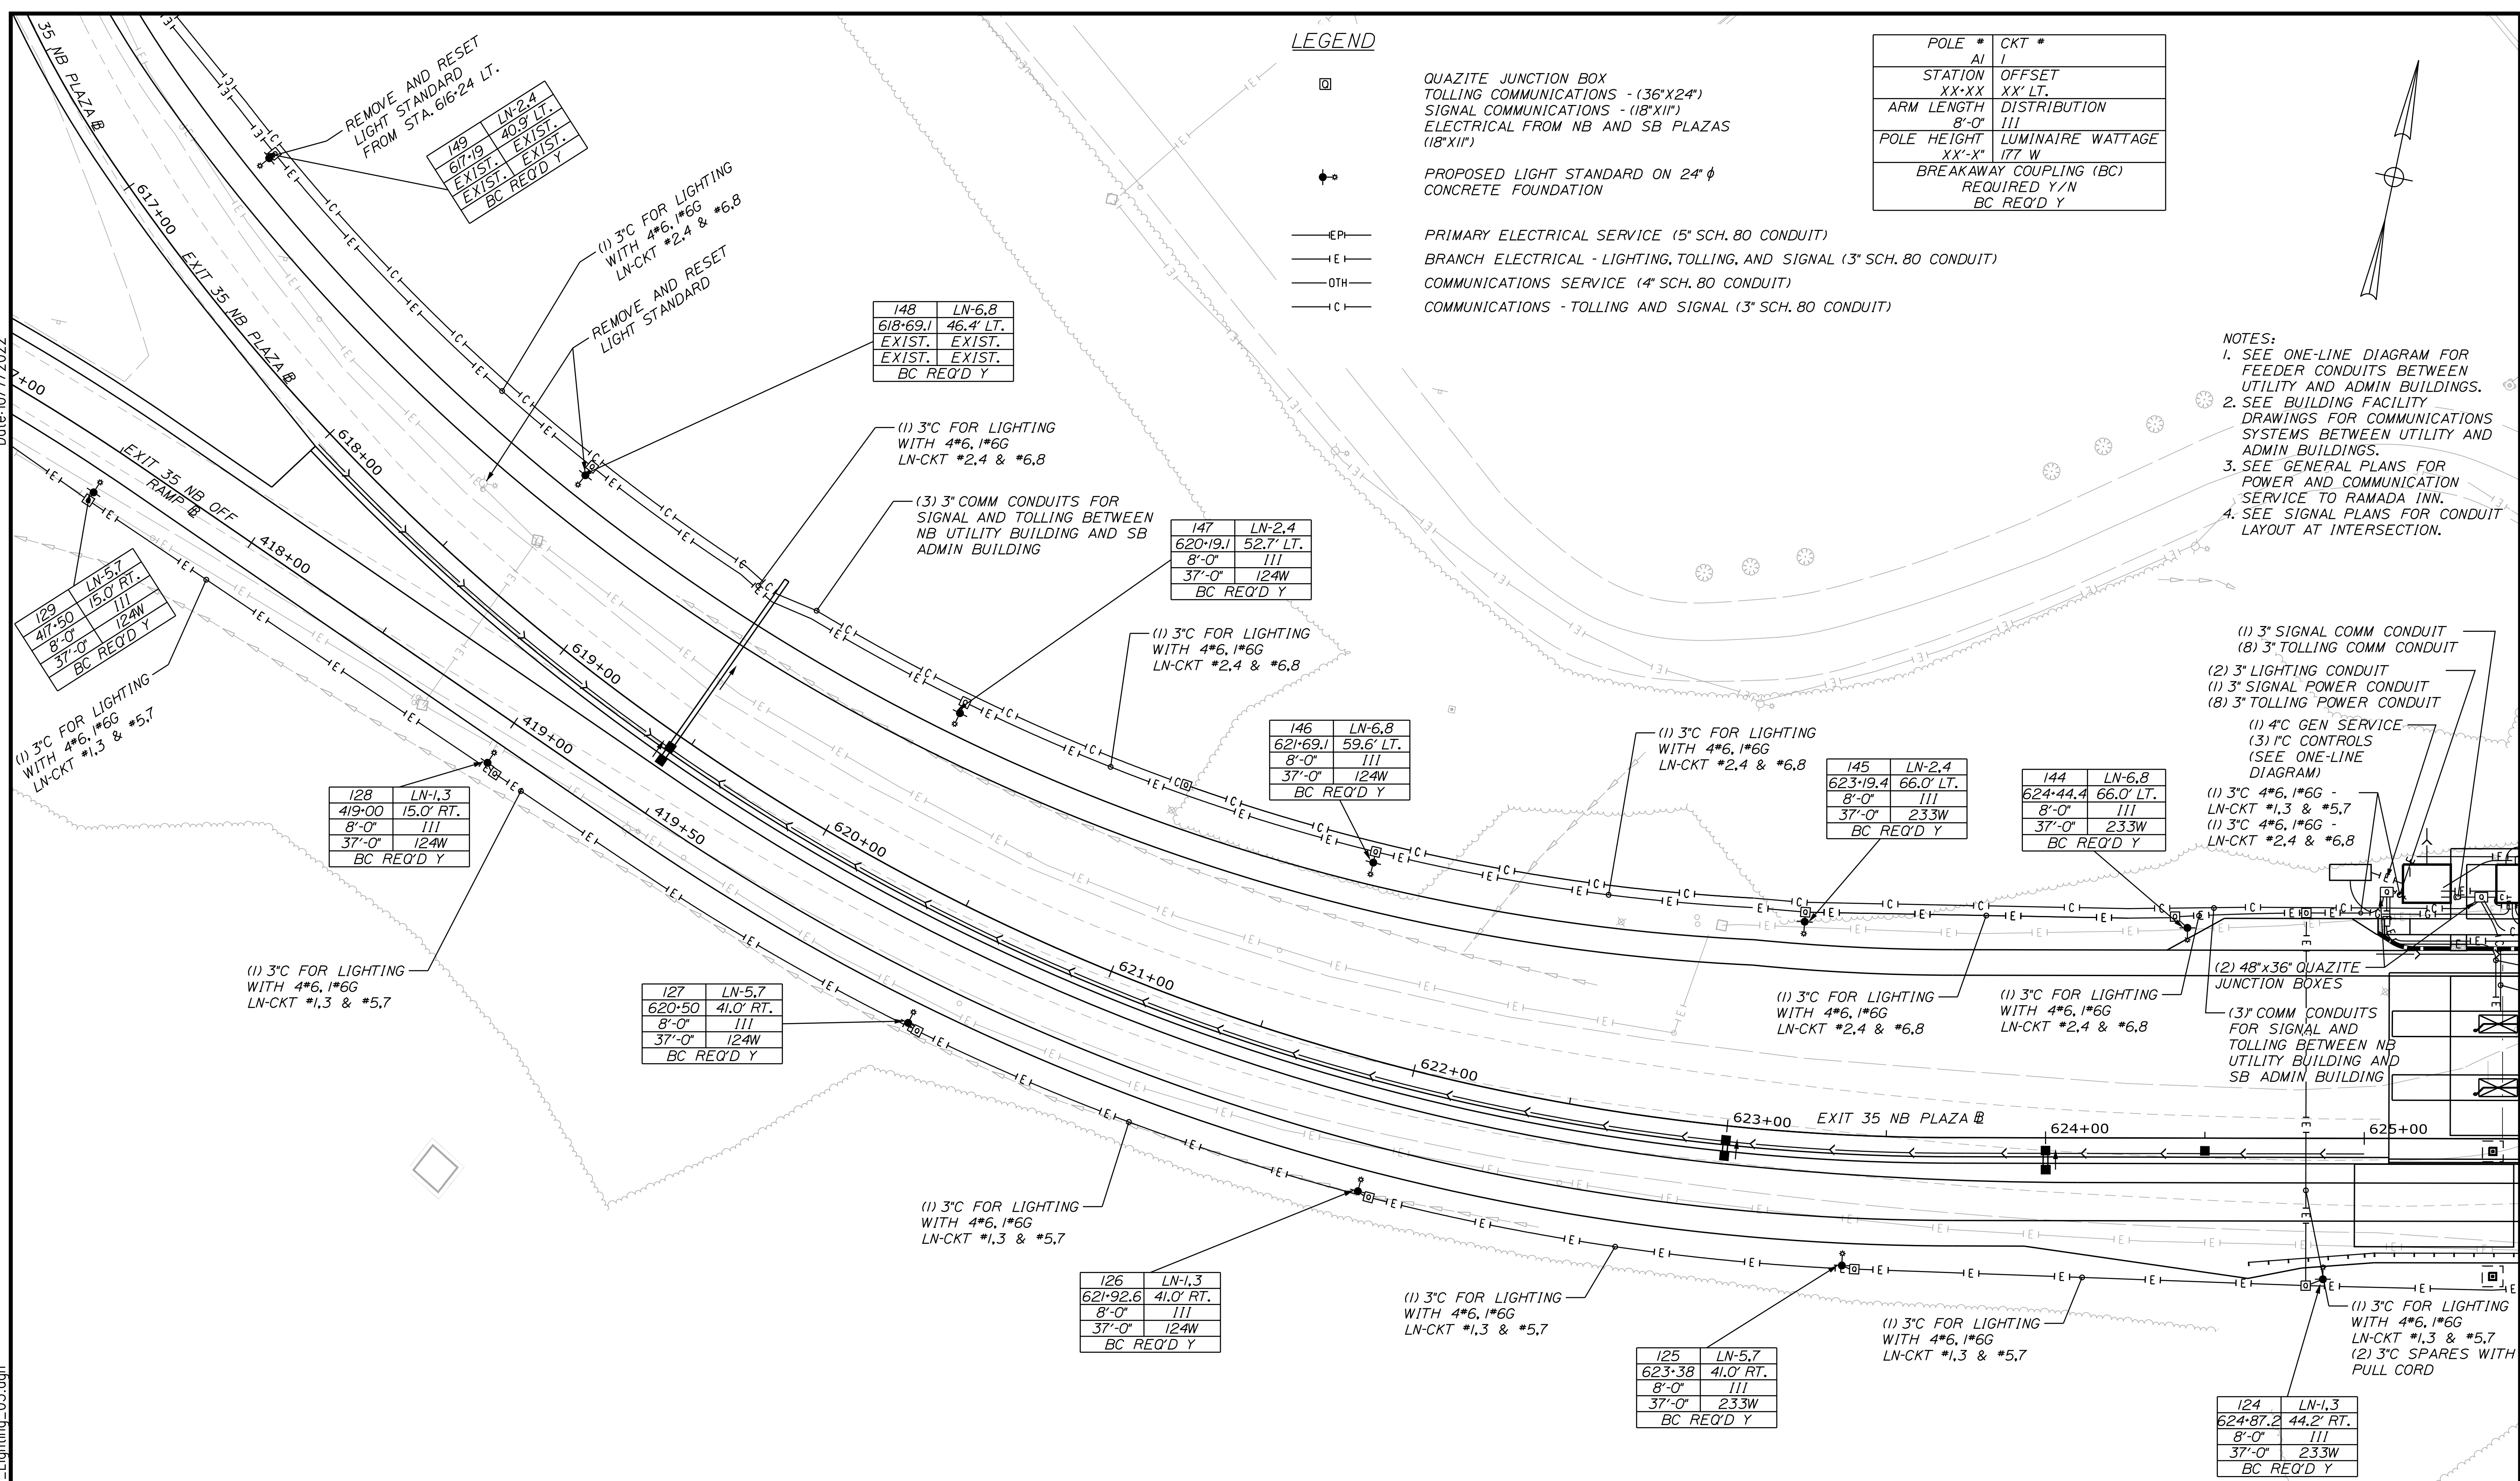 LEGEND
QUAZITE JUNCTION BOX
TOLLING COMMUNICATIONS - (36"X24")
SIGNAL COMMUNICATIONS - (18"X11")
ELECTRICAL FROM NB AND SB PLAZAS
(18"X11")
PROPOSED LIGHT STANDARD ON 24" ϕ
CONCRETE FOUNDATION
EP PRIMARY ELECTRICAL SERVICE (5" SCH. 80 CONDUIT)
E BRANCH ELECTRICAL - LIGHTING, TOLLING, AND SIGNAL (3" SCH. 80 CONDUIT)
OTH COMMUNICATIONS SERVICE (4" SCH. 80 CONDUIT)
C COMMUNICATIONS - TOLLING AND SIGNAL (3" SCH. 80 CONDUIT)
POLE # CKT #
A1 1
STATION OFFSET
XX+XX XX' LT.
ARM LENGTH DISTRIBUTION
8'-0" III
POLE HEIGHT LUMINAIRE WATTAGE
XX'-X" 177 W
BREAKAWAY COUPLING (BC)
REQUIRED Y/N
BC REQ'D Y
NOTES:
1. SEE ONE-LINE DIAGRAM FOR
FEEDER CONDUITS BETWEEN
UTILITY AND ADMIN BUILDINGS.
2. SEE BUILDING FACILITY
DRAWINGS FOR COMMUNICATIONS
SYSTEMS BETWEEN UTILITY AND
ADMIN BUILDINGS.
3. SEE GENERAL PLANS FOR
POWER AND COMMUNICATION
SERVICE TO RAMADA INN.
4. SEE SIGNAL PLANS FOR CONDUIT
LAYOUT AT INTERSECTION.
35 NB PLAZA BL
REMOVE AND RESET
LIGHT STANDARD
FROM STA. 616+24 LT.
149 LN-2,4
617+19 40.9' LT.
EXIST. EXIST.
EXIST. EXIST.
BC REQ'D Y
617+00
EXIT 35 NB PLAZA BL
(1) 3"C FOR LIGHTING
WITH 4#6, 1#6G
LN-CKT #2,4 & #6,8
REMOVE AND RESET
LIGHT STANDARD
148 LN-6,8
618+69.1 46.4' LT.
EXIST. EXIST.
EXIST. EXIST.
BC REQ'D Y
7+00
EXIT 35 NB OFF
RAMP BL
418+00
618+00
(1) 3"C FOR LIGHTING
WITH 4#6, 1#6G
LN-CKT #2,4 & #6,8
(3) 3" COMM CONDUITS FOR
SIGNAL AND TOLLING BETWEEN
NB UTILITY BUILDING AND SB
ADMIN BUILDING
147 LN-2,4
620+19.1 52.7' LT.
8'-0" III
37'-0" 124W
BC REQ'D Y
(1) 3"C FOR LIGHTING
WITH 4#6, 1#6G
LN-CKT #2,4 & #6,8
129 LN-5,7
417+50 15.0' RT.
8'-0" III
37'-0" 124W
BC REQ'D Y
(1) 3"C FOR LIGHTING
WITH 4#6, 1#6G
LN-CKT #1,3 & #5,7
619+00
419+00
128 LN-1,3
419+00 15.0' RT.
8'-0" III
37'-0" 124W
BC REQ'D Y
419+50
620+00
146 LN-6,8
621+69.1 59.6' LT.
8'-0" III
37'-0" 124W
BC REQ'D Y
(1) 3"C FOR LIGHTING
WITH 4#6, 1#6G
LN-CKT #2,4 & #6,8
145 LN-2,4
623+19.4 66.0' LT.
8'-0" III
37'-0" 233W
BC REQ'D Y
144 LN-6,8
624+44.4 66.0' LT.
8'-0" III
37'-0" 233W
BC REQ'D Y
(1) 3" SIGNAL COMM CONDUIT
(8) 3" TOLLING COMM CONDUIT
(2) 3" LIGHTING CONDUIT
(1) 3" SIGNAL POWER CONDUIT
(8) 3" TOLLING POWER CONDUIT
(1) 4"C GEN SERVICE
(3) 1"C CONTROLS
(SEE ONE-LINE
DIAGRAM)
(1) 3"C 4#6, 1#6G -
LN-CKT #1,3 & #5,7
(1) 3"C 4#6, 1#6G -
LN-CKT #2,4 & #6,8
(2) 48"x36" QUAZITE
JUNCTION BOXES
(3)" COMM CONDUITS
FOR SIGNAL AND
TOLLING BETWEEN NB
UTILITY BUILDING AND
SB ADMIN BUILDING
(1) 3"C FOR LIGHTING
WITH 4#6, 1#6G
LN-CKT #2,4 & #6,8
(1) 3"C FOR LIGHTING
WITH 4#6, 1#6G
LN-CKT #2,4 & #6,8
(1) 3"C FOR LIGHTING
WITH 4#6, 1#6G
LN-CKT #1,3 & #5,7
127 LN-5,7
620+50 41.0' RT.
8'-0" III
37'-0" 124W
BC REQ'D Y
621+00
622+00
623+00
EXIT 35 NB PLAZA BL
624+00
625+00
(1) 3"C FOR LIGHTING
WITH 4#6, 1#6G
LN-CKT #1,3 & #5,7
126 LN-1,3
621+92.6 41.0' RT.
8'-0" III
37'-0" 124W
BC REQ'D Y
(1) 3"C FOR LIGHTING
WITH 4#6, 1#6G
LN-CKT #1,3 & #5,7
125 LN-5,7
623+38 41.0' RT.
8'-0" III
37'-0" 233W
BC REQ'D Y
(1) 3"C FOR LIGHTING
WITH 4#6, 1#6G
LN-CKT #1,3 & #5,7
(1) 3"C FOR LIGHTING
WITH 4#6, 1#6G
LN-CKT #1,3 & #5,7
(2) 3"C SPARES WITH
PULL CORD
124 LN-1,3
624+87.2 44.2' RT.
8'-0" III
37'-0" 233W
BC REQ'D Y